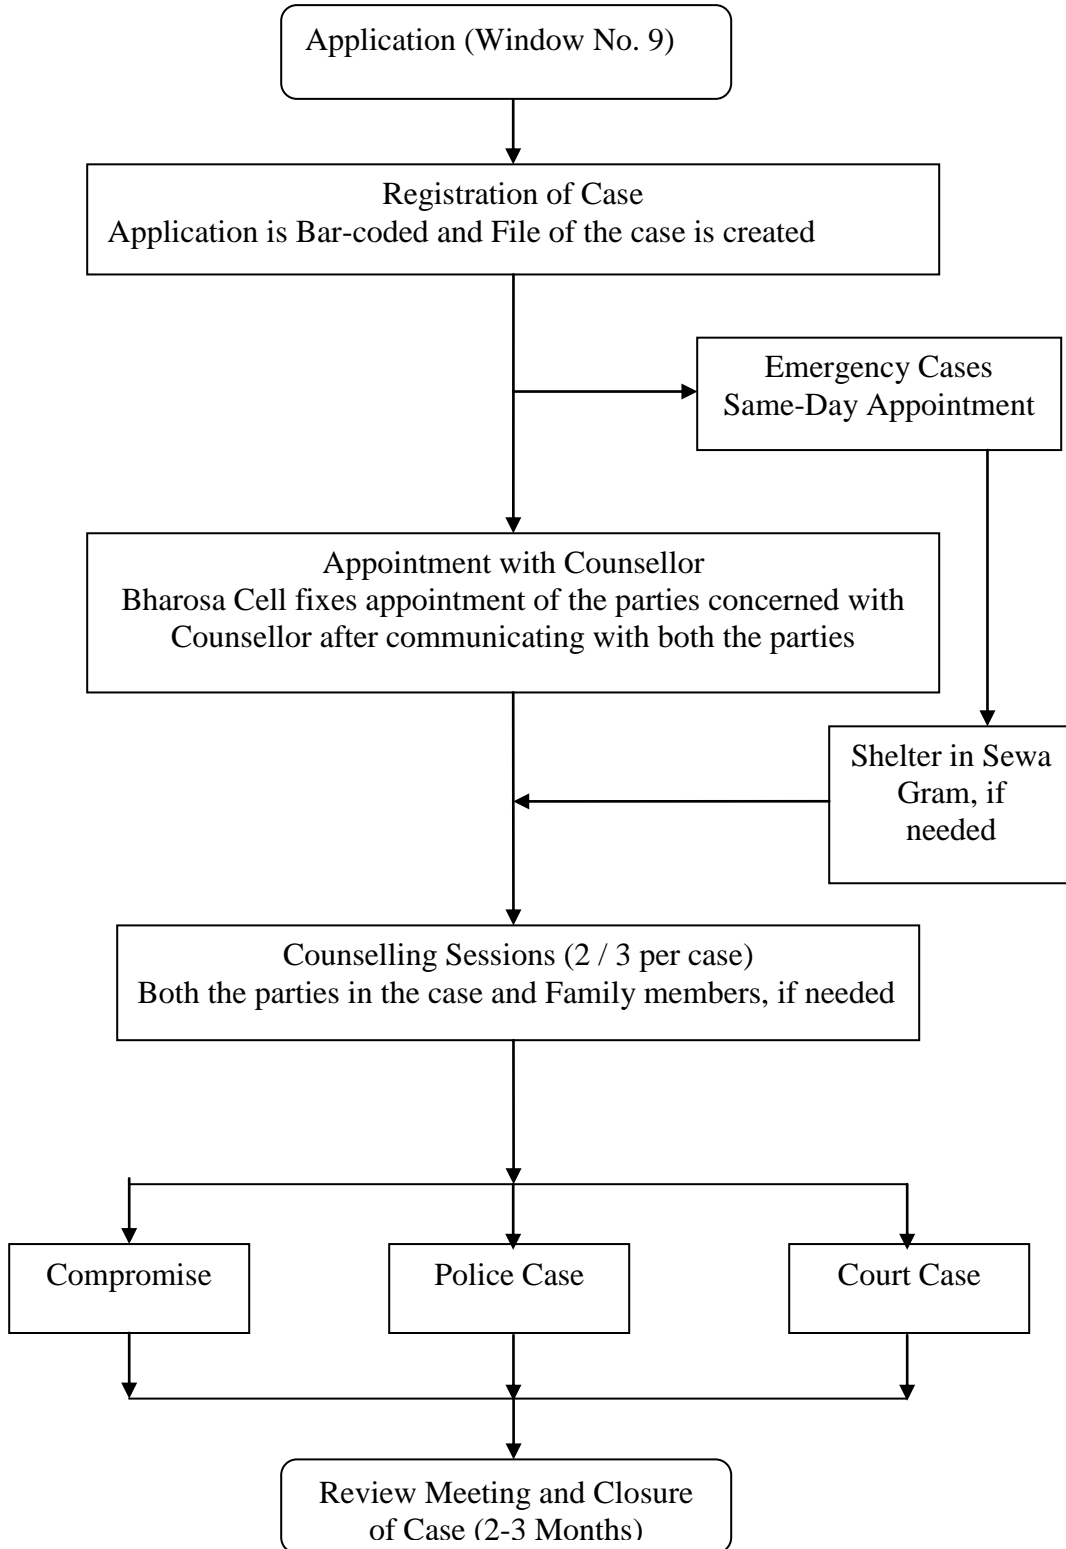 Application (Window No. 9)
Registration of Case
Application is Bar-coded and File of the case is created
Emergency Cases
Same-Day Appointment
Appointment with Counsellor
Bharosa Cell fixes appointment of the parties concerned with
Counsellor after communicating with both the parties
Shelter in Sewa
Gram, if
needed
Counselling Sessions (2 / 3 per case)
Both the parties in the case and Family members, if needed
Compromise
Police Case
Court Case
Review Meeting and Closure
of Case (2-3 Months)